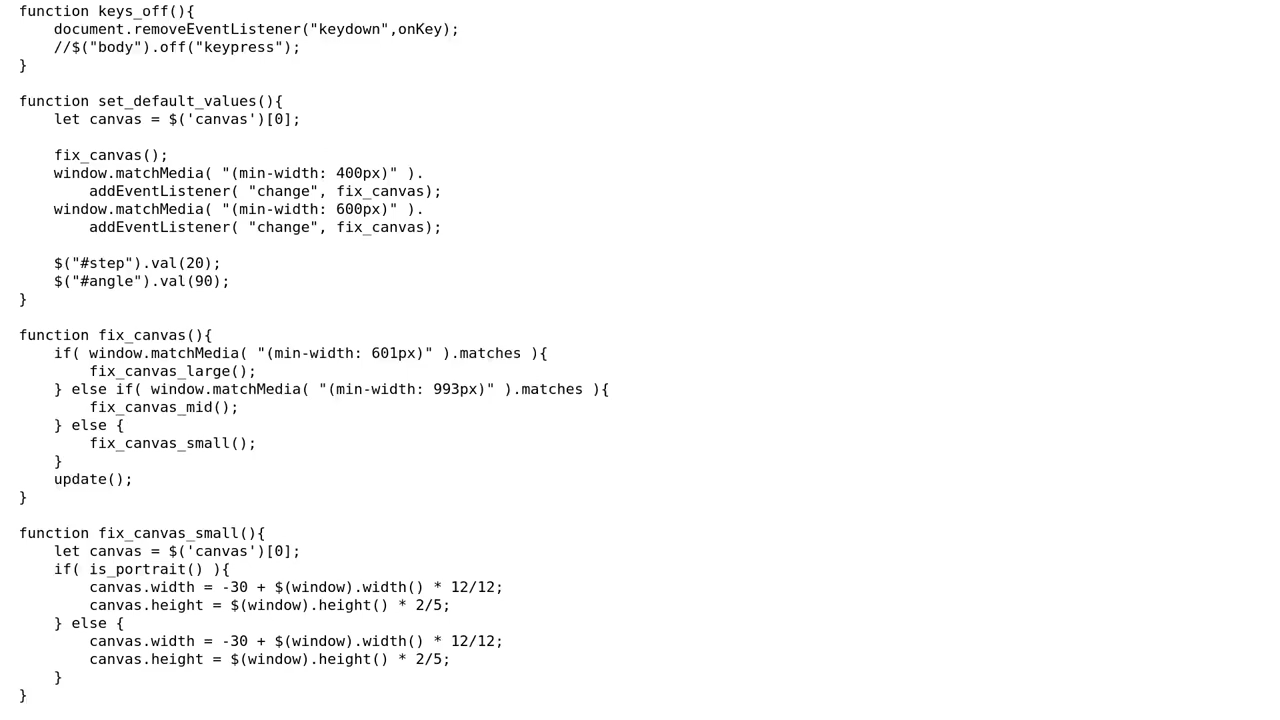 function keys_off(){
    document.removeEventListener("keydown",onKey);
    //$("body").off("keypress");
}

function set_default_values(){
    let canvas = $('canvas')[0];

    fix_canvas();
    window.matchMedia( "(min-width: 400px)" ).
        addEventListener( "change", fix_canvas);
    window.matchMedia( "(min-width: 600px)" ).
        addEventListener( "change", fix_canvas);

    $("#step").val(20);
    $("#angle").val(90);
}

function fix_canvas(){
    if( window.matchMedia( "(min-width: 601px)" ).matches ){
        fix_canvas_large();
    } else if( window.matchMedia( "(min-width: 993px)" ).matches ){
        fix_canvas_mid();
    } else {
        fix_canvas_small();
    }
    update();
}

function fix_canvas_small(){
    let canvas = $('canvas')[0];
    if( is_portrait() ){
        canvas.width = -30 + $(window).width() * 12/12;
        canvas.height = $(window).height() * 2/5;
    } else {
        canvas.width = -30 + $(window).width() * 12/12;
        canvas.height = $(window).height() * 2/5;
    }
}